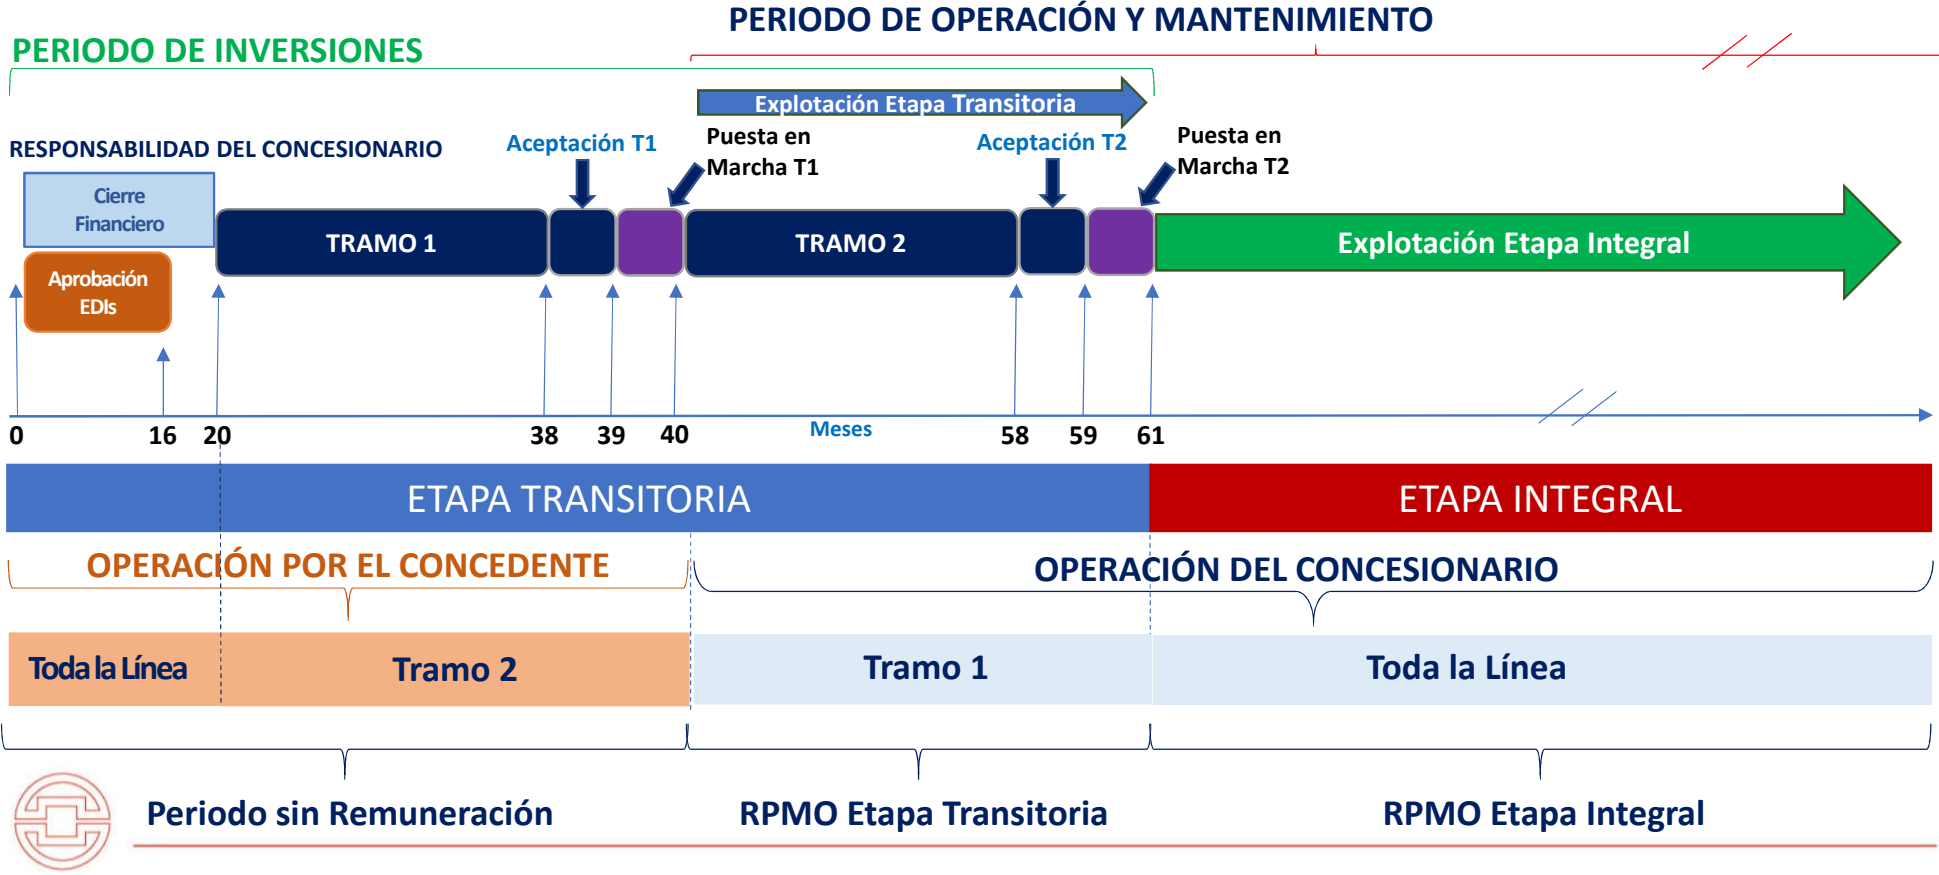 PERIODO DE OPERACIÓN Y MANTENIMIENTO
PERIODO DE INVERSIONES
Explotación Etapa Transitoria
RESPONSABILIDAD DEL CONCESIONARIO
Aceptación T1
Puesta en
Marcha T1
Aceptación T2
Puesta en
Marcha T2
Cierre
Financiero
TRAMO 1
TRAMO 2
Explotación Etapa Integral
Aprobación
EDIs
0 16 20 38 39 40 Meses 58 59 61
ETAPA TRANSITORIA
ETAPA INTEGRAL
OPERACIÓN POR EL CONCEDENTE
OPERACIÓN DEL CONCESIONARIO
Toda la Línea
Tramo 2
Tramo 1
Toda la Línea
Periodo sin Remuneración
RPMO Etapa Transitoria
RPMO Etapa Integral